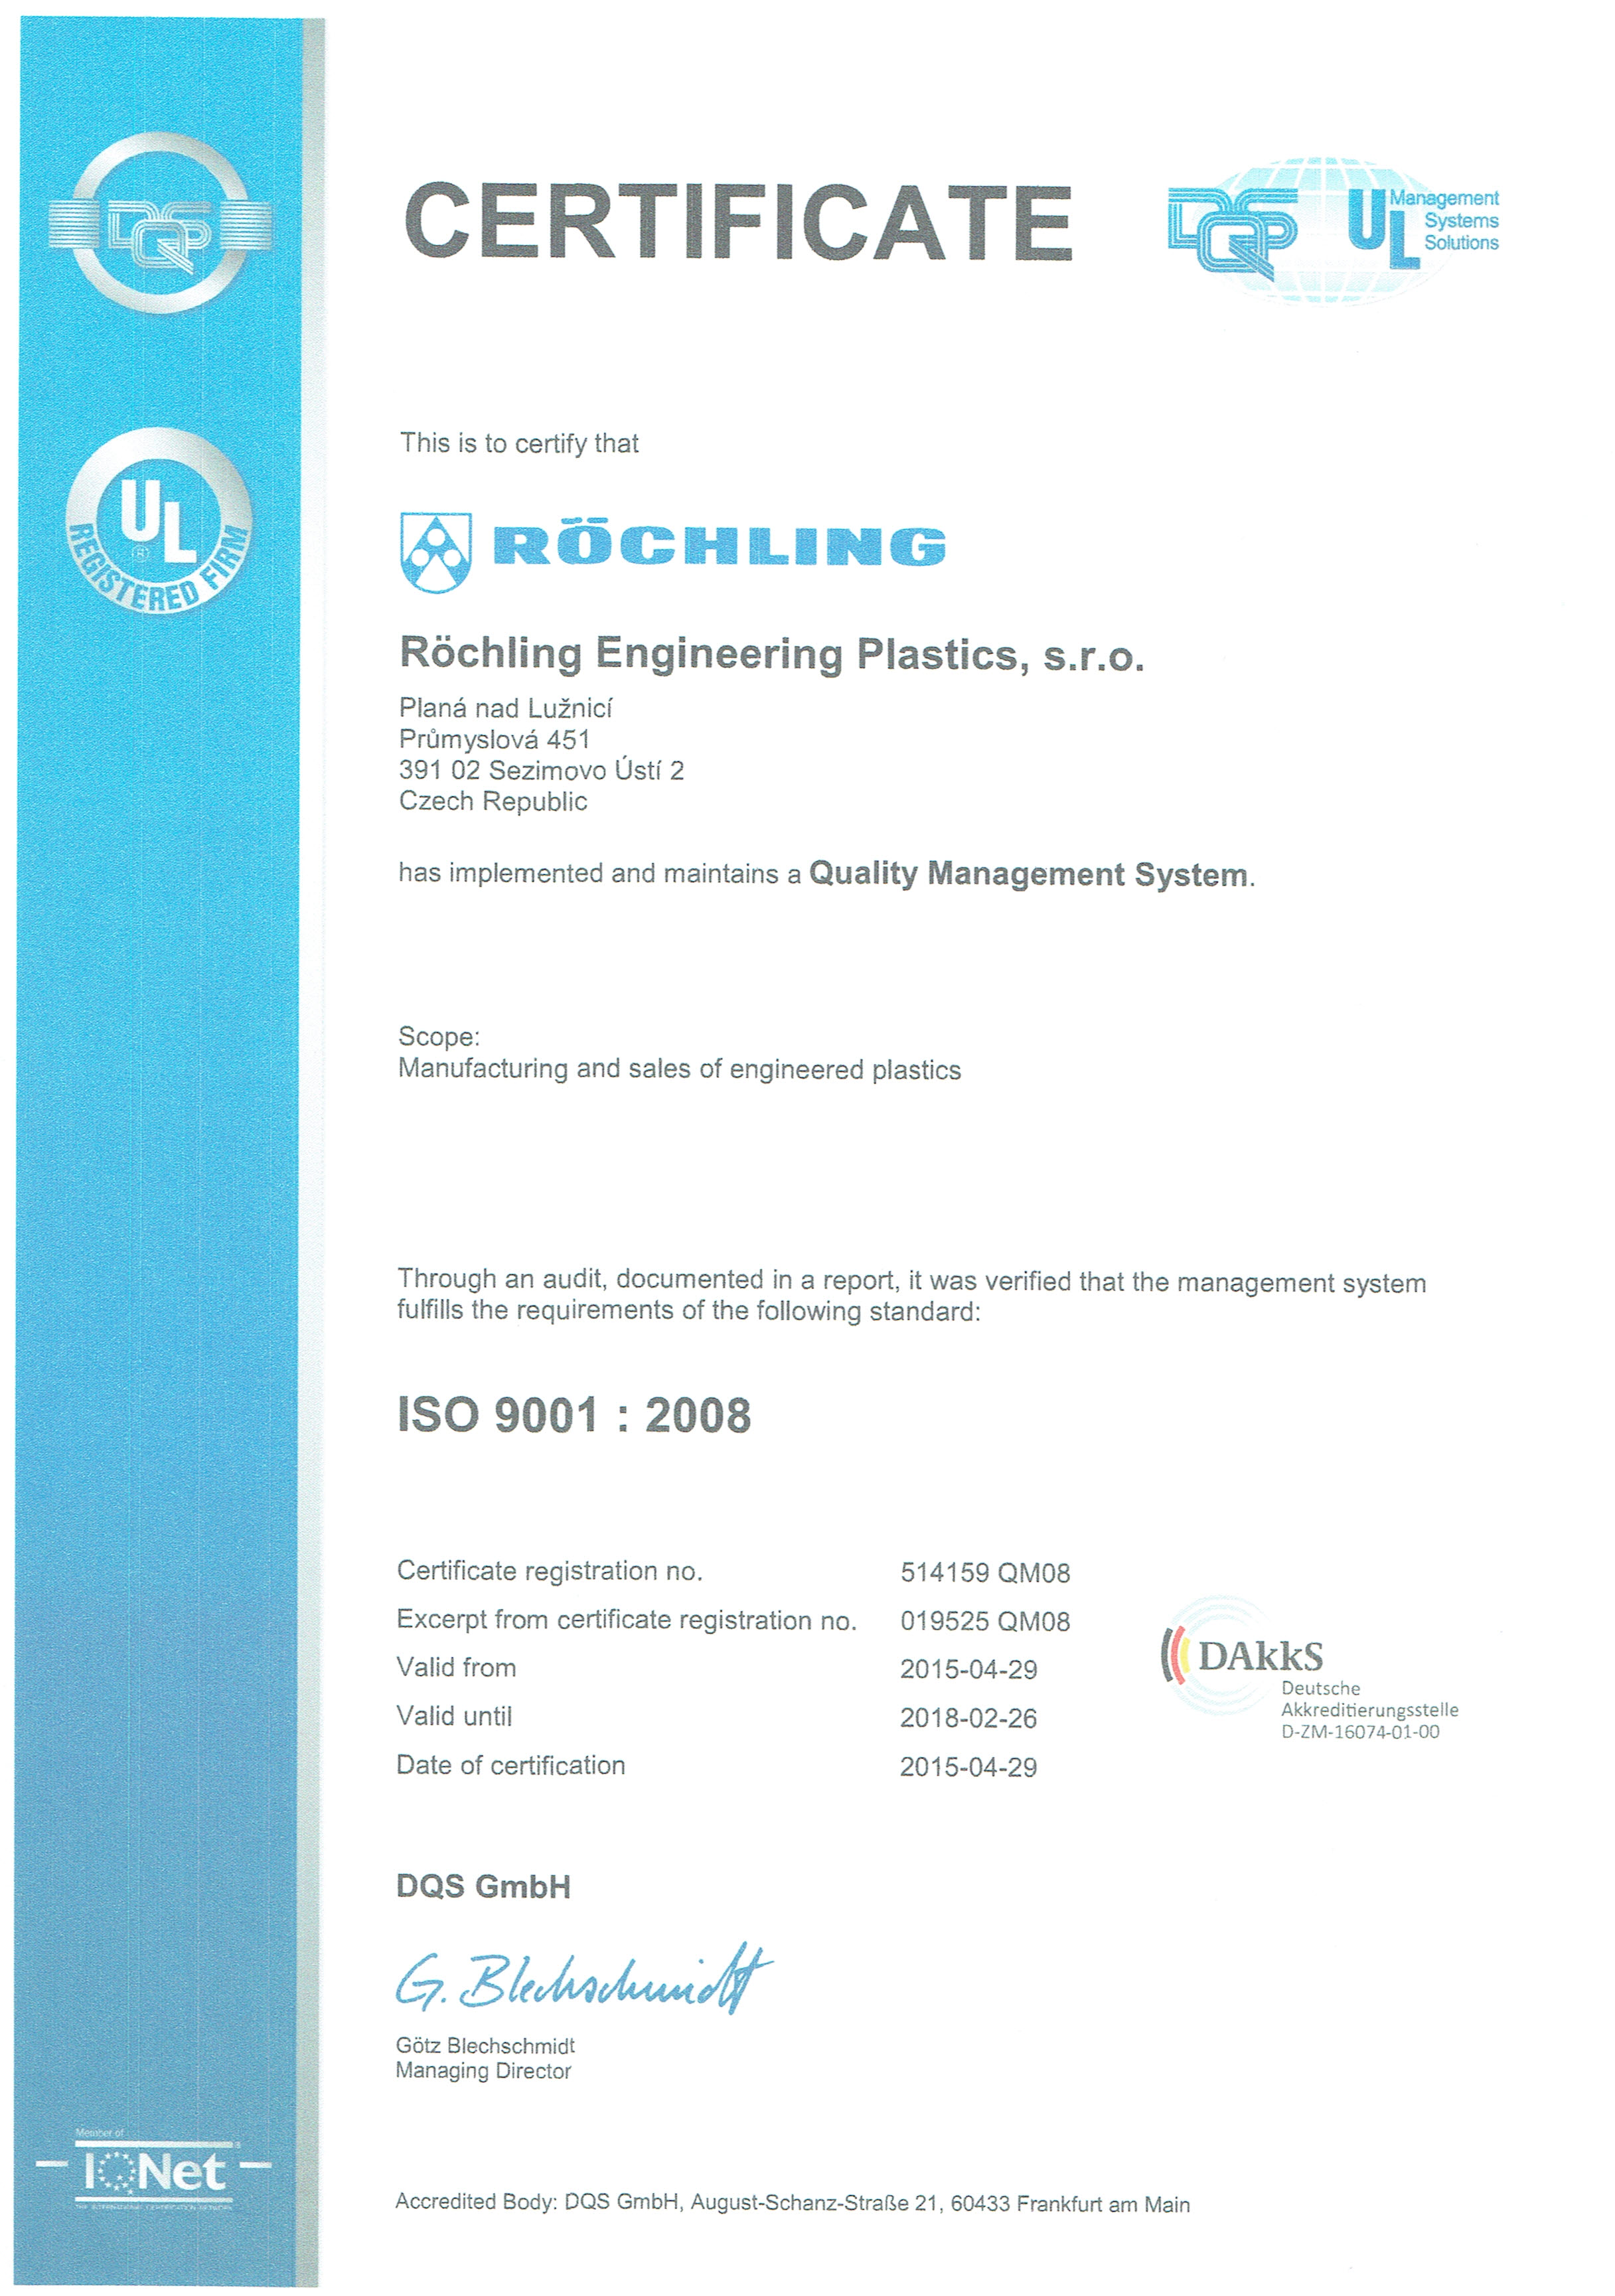 DQS
CERTIFICATE
DQS
UL
Management
Systems
Solutions
This is to certify that
UL
(R)
REGISTERED FIRM
RÖCHLING
Röchling Engineering Plastics, s.r.o.
Planá nad Lužnicí
Průmyslová 451
391 02 Sezimovo Ústí 2
Czech Republic
has implemented and maintains a Quality Management System.
Scope:
Manufacturing and sales of engineered plastics
Through an audit, documented in a report, it was verified that the management system
fulfills the requirements of the following standard:
ISO 9001 : 2008
Certificate registration no. 514159 QM08
Excerpt from certificate registration no. 019525 QM08
Valid from 2015-04-29
Valid until 2018-02-26
Date of certification 2015-04-29
DAkkS
Deutsche
Akkreditierungsstelle
D-ZM-16074-01-00
DQS GmbH
G. Blechschmidt
Götz Blechschmidt
Managing Director
Member of
IQNet
THE INTERNATIONAL CERTIFICATION NETWORK
Accredited Body: DQS GmbH, August-Schanz-Straße 21, 60433 Frankfurt am Main